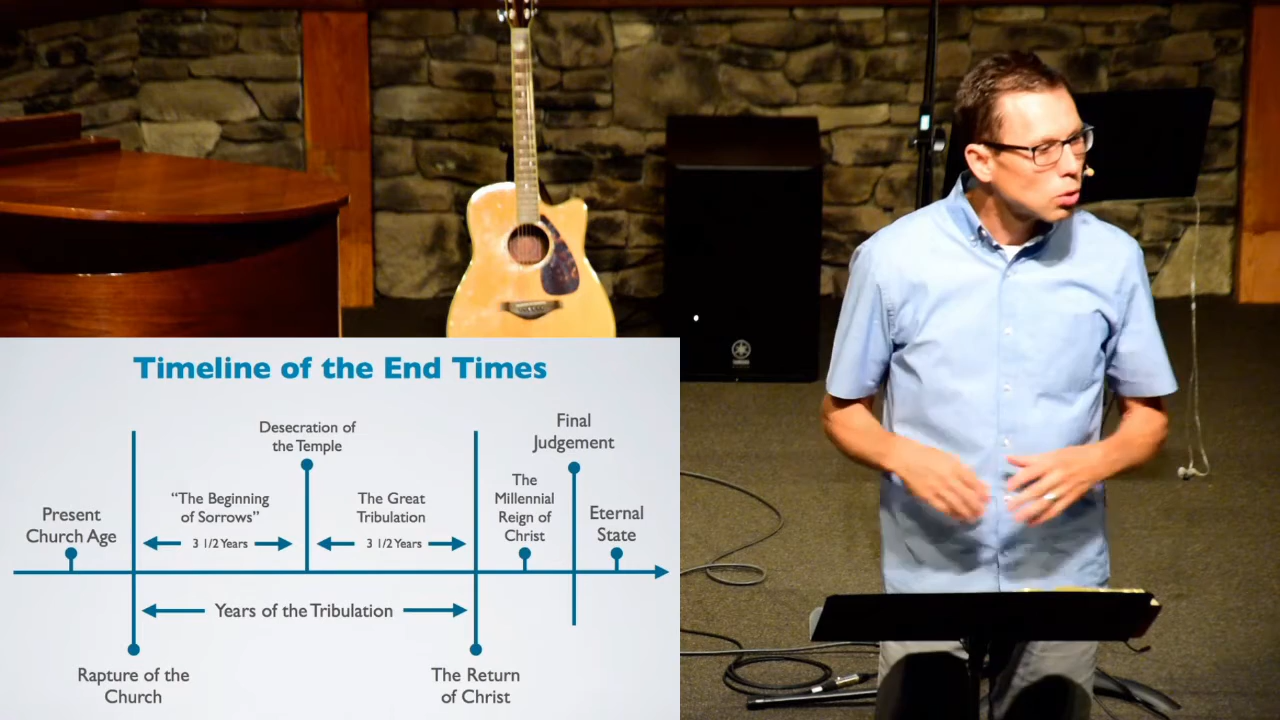 Timeline of the End Times
Desecration of
the Temple
Final
Judgement
"The Beginning
of Sorrows"
The Great
Tribulation
The
Millennial
Reign of
Christ
Present
Church Age
Eternal
State
3 1/2 Years
3 1/2 Years
Years of the Tribulation
Rapture of the
Church
The Return
of Christ